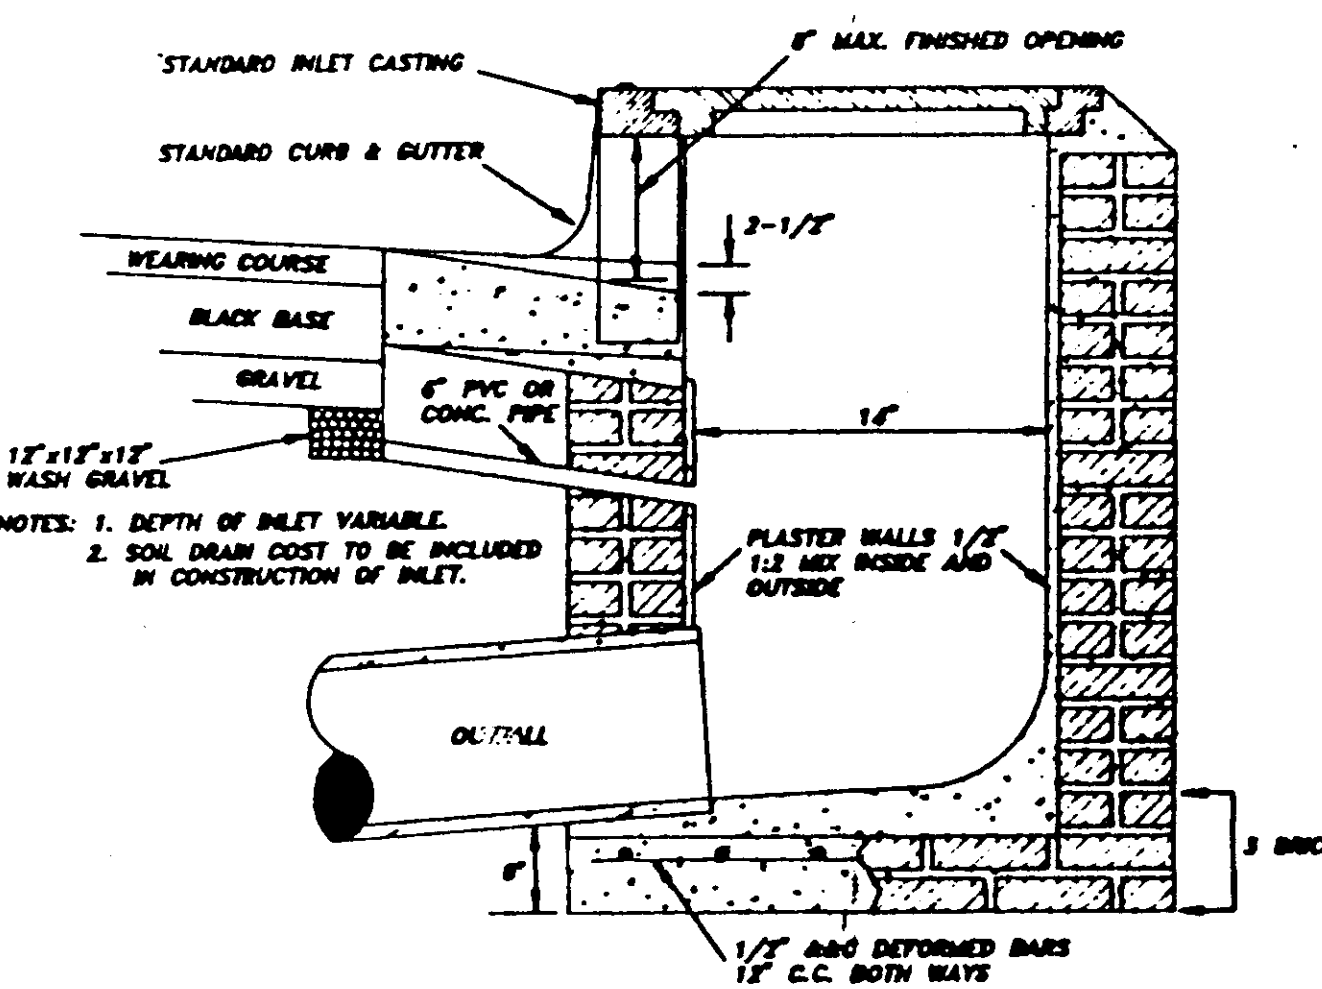 8" MAX. FINISHED OPENING
STANDARD INLET CASTING
STANDARD CURB & GUTTER
2-1/2"
WEARING COURSE
BLACK BASE
GRAVEL
6" PVC OR
CONC. PIPE
14"
12"x12"x12"
WASH GRAVEL
NOTES: 1. DEPTH OF INLET VARIABLE.
2. SOIL DRAIN COST TO BE INCLUDED
IN CONSTRUCTION OF INLET.
PLASTER WALLS 1/2"
1:2 MIX INSIDE AND
OUTSIDE
OUTFALL
3 BRIC
1/2" DEFORMED BARS
12" C.C. BOTH WAYS